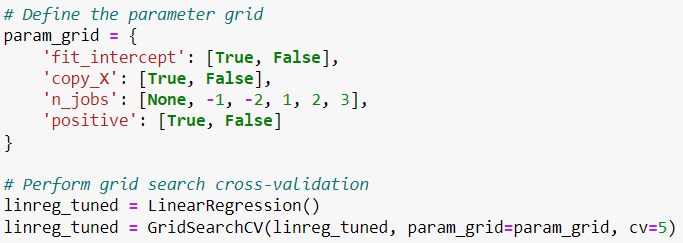 # Define the parameter grid
param_grid = {
    'fit_intercept': [True, False],
    'copy_X': [True, False],
    'n_jobs': [None, -1, -2, 1, 2, 3],
    'positive': [True, False]
}
# Perform grid search cross-validation
linreg_tuned = LinearRegression()
linreg_tuned = GridSearchCV(linreg_tuned, param_grid=param_grid, cv=5)